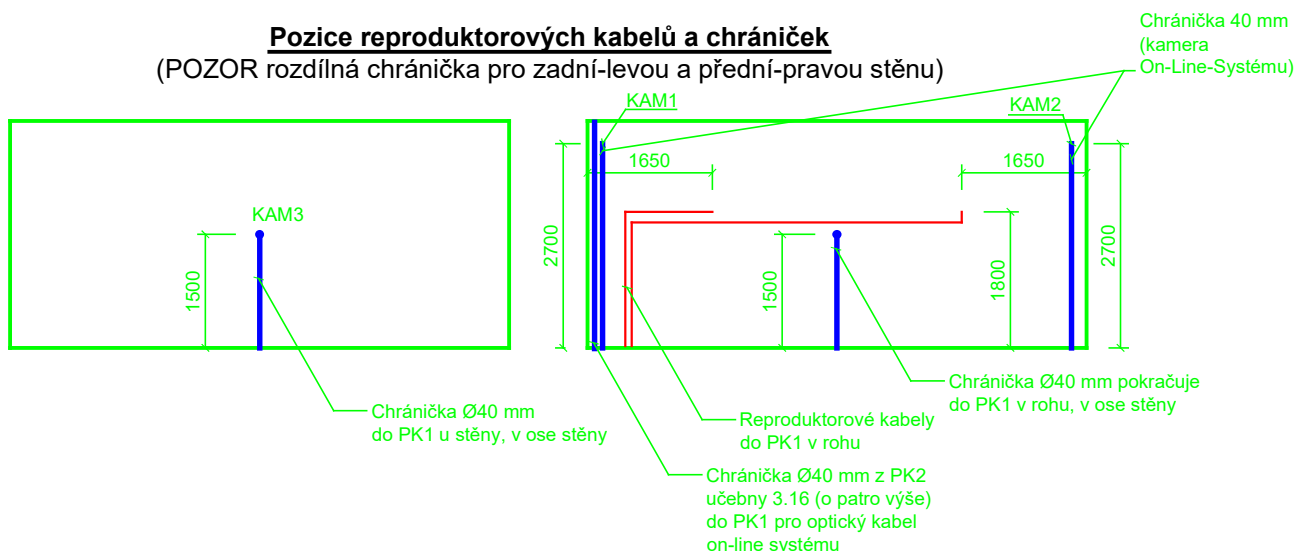 Pozice reproduktorových kabelů a chrániček
(POZOR rozdílná chránička pro zadní-levou a přední-pravou stěnu)
Chránička 40 mm
(kamera
On-Line-Systému)
KAM1
KAM2
1650
1650
KAM3
1500
2700
1500
1800
2700
Chránička Ø40 mm
do PK1 u stěny, v ose stěny
Reproduktorové kabely
do PK1 v rohu
Chránička Ø40 mm pokračuje
do PK1 v rohu, v ose stěny
Chránička Ø40 mm z PK2
učebny 3.16 (o patro výše)
do PK1 pro optický kabel
on-line systému